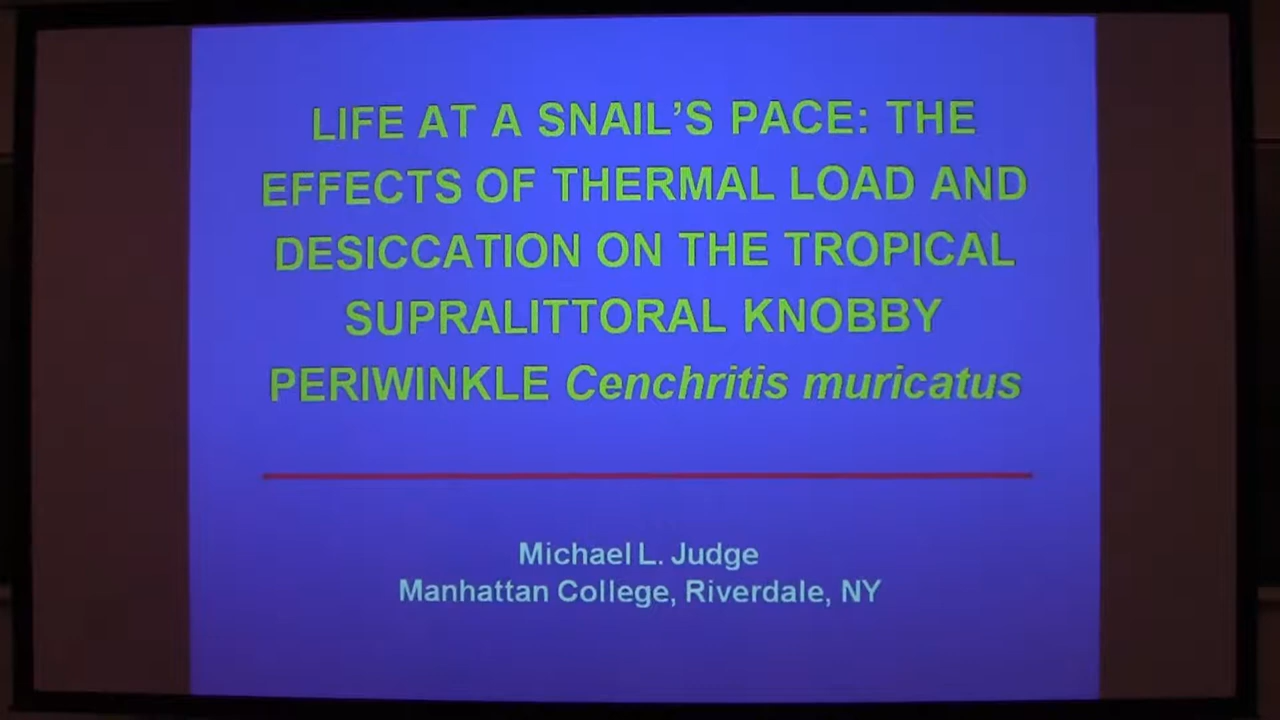 LIFE AT A SNAIL’S PACE: THE
EFFECTS OF THERMAL LOAD AND
DESICCATION ON THE TROPICAL
SUPRALITTORAL KNOBBY
PERIWINKLE Cenchritis muricatus
Michael L. Judge
Manhattan College, Riverdale, NY